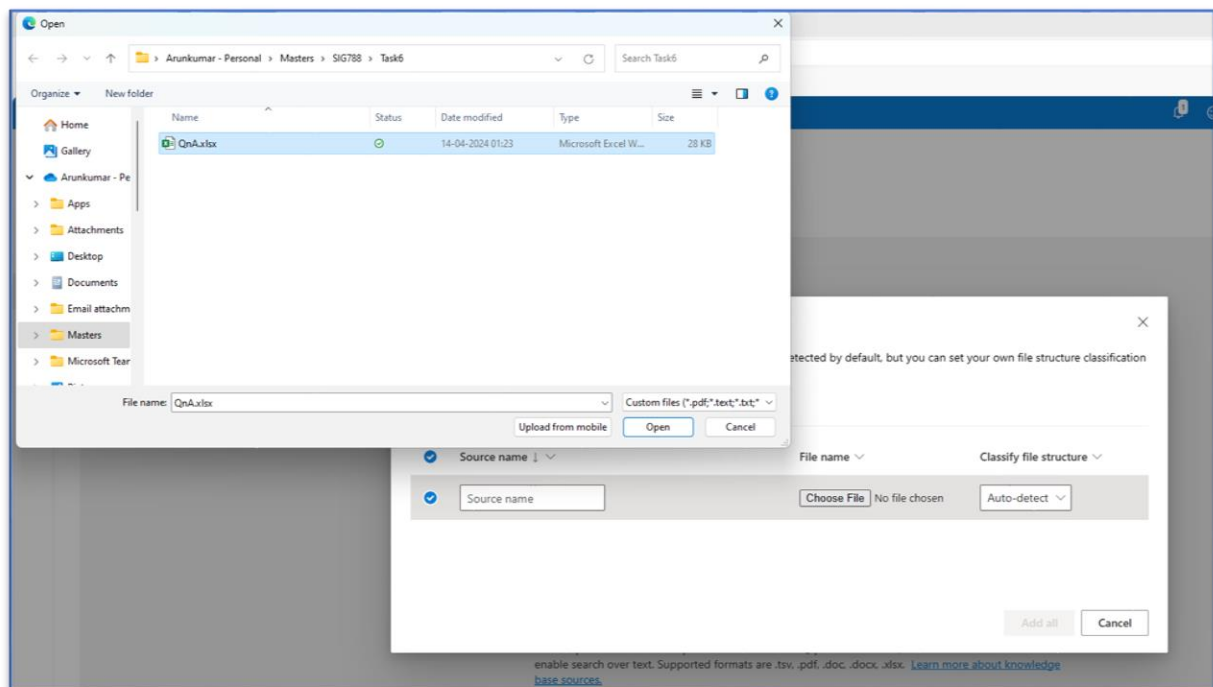 Open
Arunkumar - Personal > Masters > SIG788 > Task6
Search Task6
Organize
New folder
Name
Status
Date modified
Type
Size
Home
Gallery
Arunkumar - Pe
Apps
Attachments
Desktop
Documents
Email attachm
Masters
Microsoft Tear
QnA.xlsx
14-04-2024 01:23
Microsoft Excel W...
28 KB
File name:
QnA.xlsx
Custom files (*.pdf;*.text;*.txt;*
Upload from mobile
Open
Cancel
etected by default, but you can set your own file structure classification
Source name ↓
File name
Classify file structure
Source name
Choose File No file chosen
Auto-detect
Add all
Cancel
enable search over text. Supported formats are .tsv, .pdf, .doc, .docx, .xlsx. Learn more about knowledge
base sources.